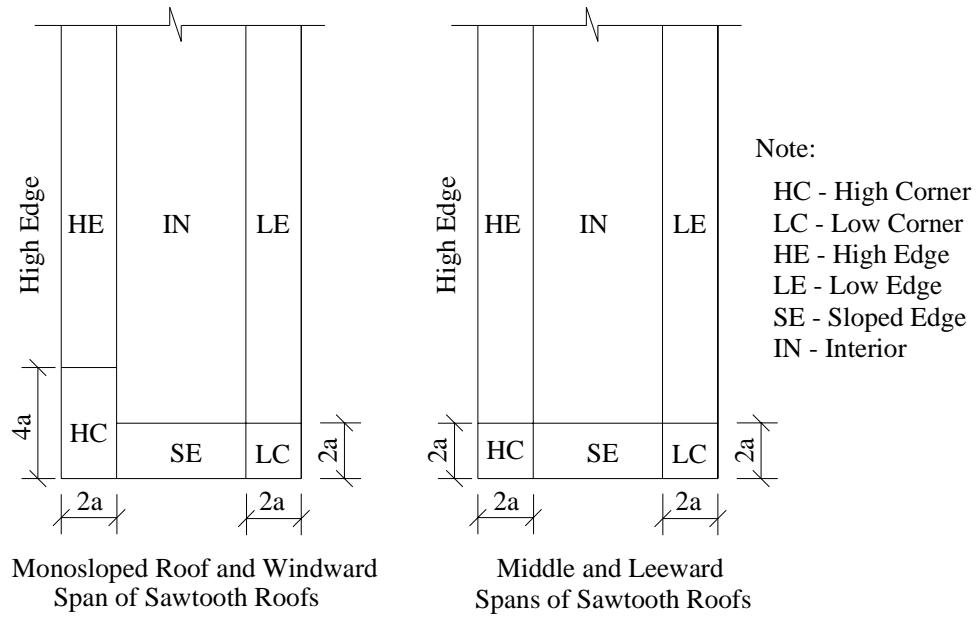 High Edge
HE
IN
LE
4a
HC
SE
LC
2a
2a
2a
Monosloped Roof and Windward
Span of Sawtooth Roofs
High Edge
HE
IN
LE
2a
HC
SE
LC
2a
2a
2a
Middle and Leeward
Spans of Sawtooth Roofs
Note:
HC - High Corner
LC - Low Corner
HE - High Edge
LE - Low Edge
SE - Sloped Edge
IN - Interior